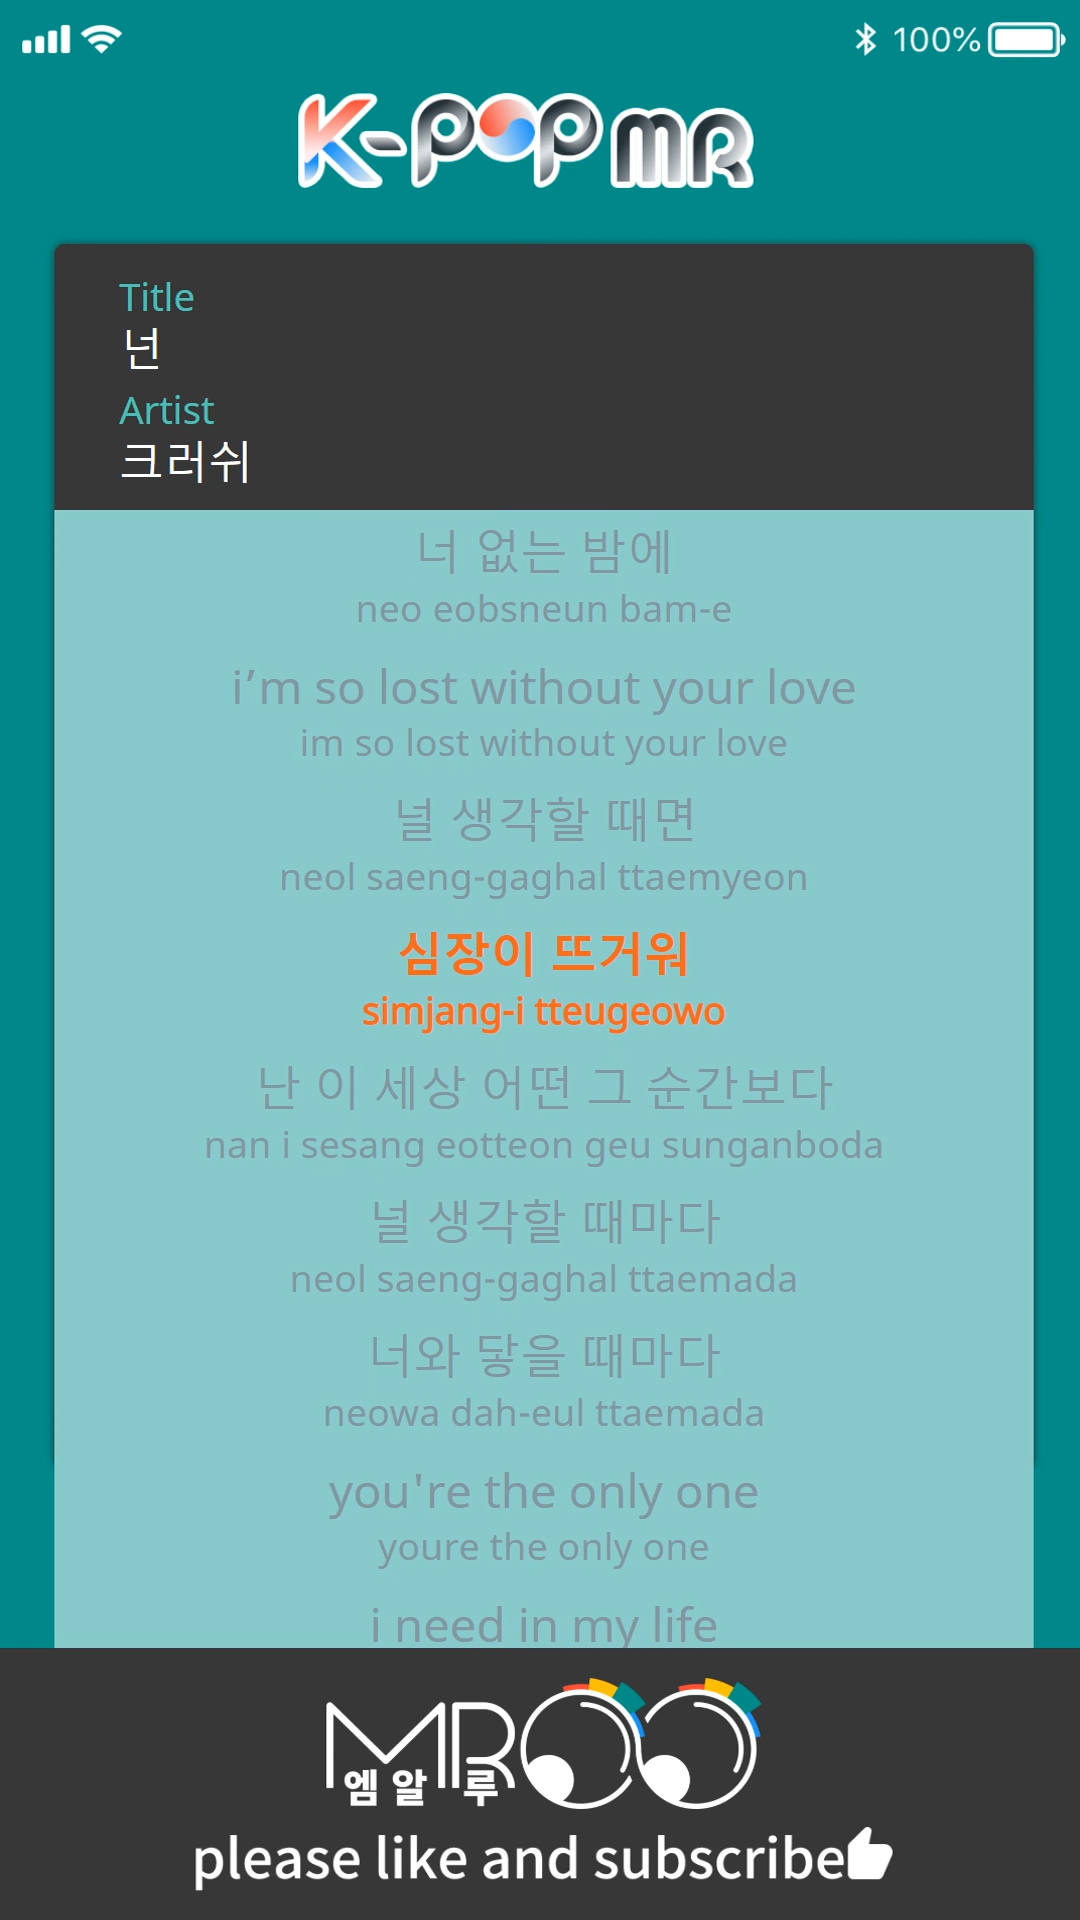 100%
K-POP MR
Title
넌
Artist
크러쉬
너 없는 밤에
neo eobsneun bam-e
i’m so lost without your love
im so lost without your love
널 생각할 때면
neol saeng-gaghal ttaemyeon
심장이 뜨거워
simjang-i tteugeowo
난 이 세상 어떤 그 순간보다
nan i sesang eotteon geu sunganboda
널 생각할 때마다
neol saeng-gaghal ttaemada
너와 닿을 때마다
neowa dah-eul ttaemada
you're the only one
youre the only one
i need in my life
MROO
엠알루
please like and subscribe